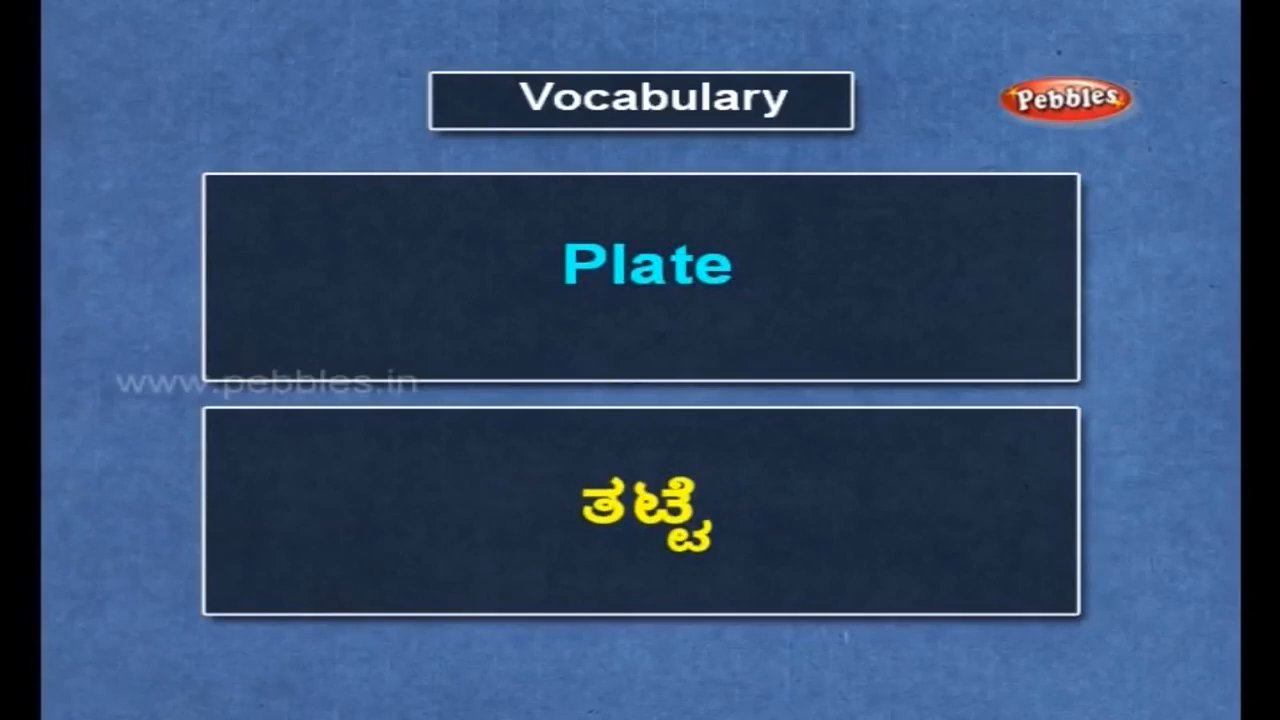 Vocabulary
Pebbles
Plate
www.pebbles.in
ತಟ್ಟೆ